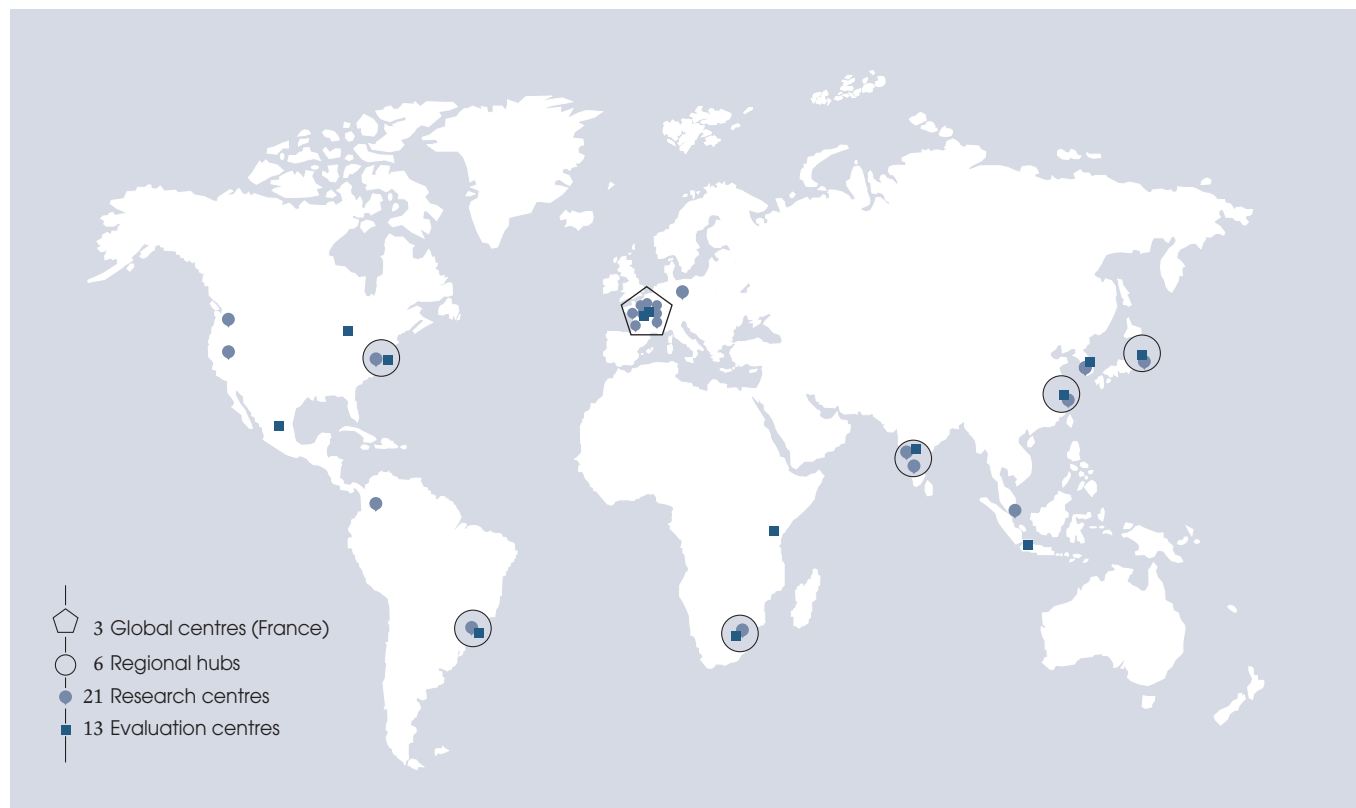 3 Global centres (France)
6 Regional hubs
21 Research centres
13 Evaluation centres